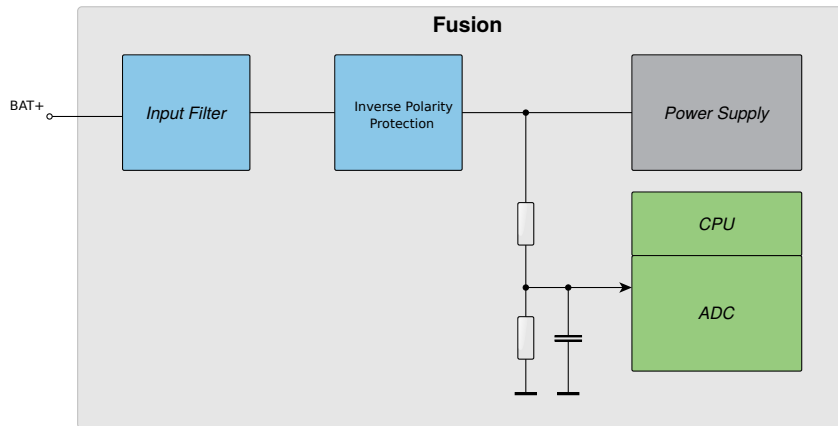 Fusion
BAT+
Input Filter
Inverse Polarity
Protection
Power Supply
CPU
ADC